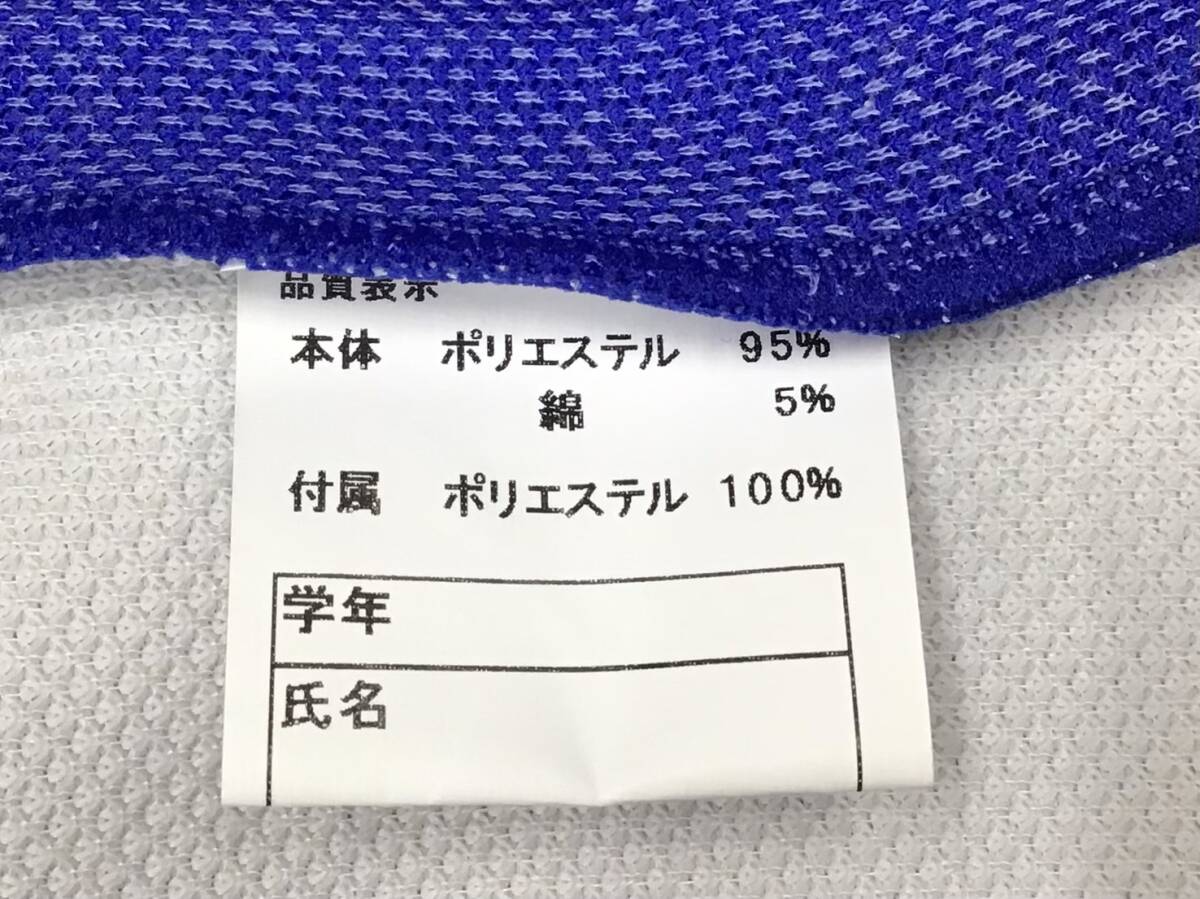 品質表示
本体 ポリエステル 95%
綿 5%
付属 ポリエステル 100%
学年
氏名